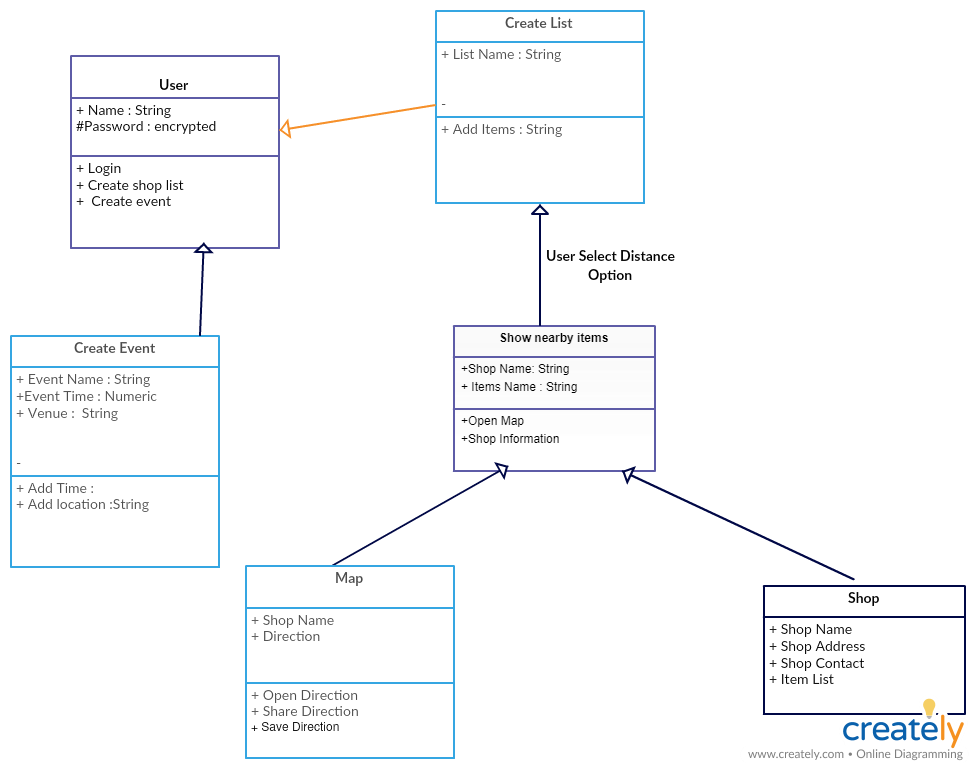 Create List
+ List Name : String
-
+ Add Items : String
User
+ Name : String
#Password : encrypted
+ Login
+ Create shop list
+  Create event
User Select Distance
Option
Create Event
+ Event Name : String
+Event Time : Numeric
+ Venue :  String
-
+ Add Time :
+ Add location :String
Show nearby items
+Shop Name: String
+ Items Name : String
+Open Map
+Shop Information
Map
+ Shop Name
+ Direction
+ Open Direction
+ Share Direction
+ Save Direction
Shop
+ Shop Name
+ Shop Address
+ Shop Contact
+ Item List
creately
www.creately.com • Online Diagramming